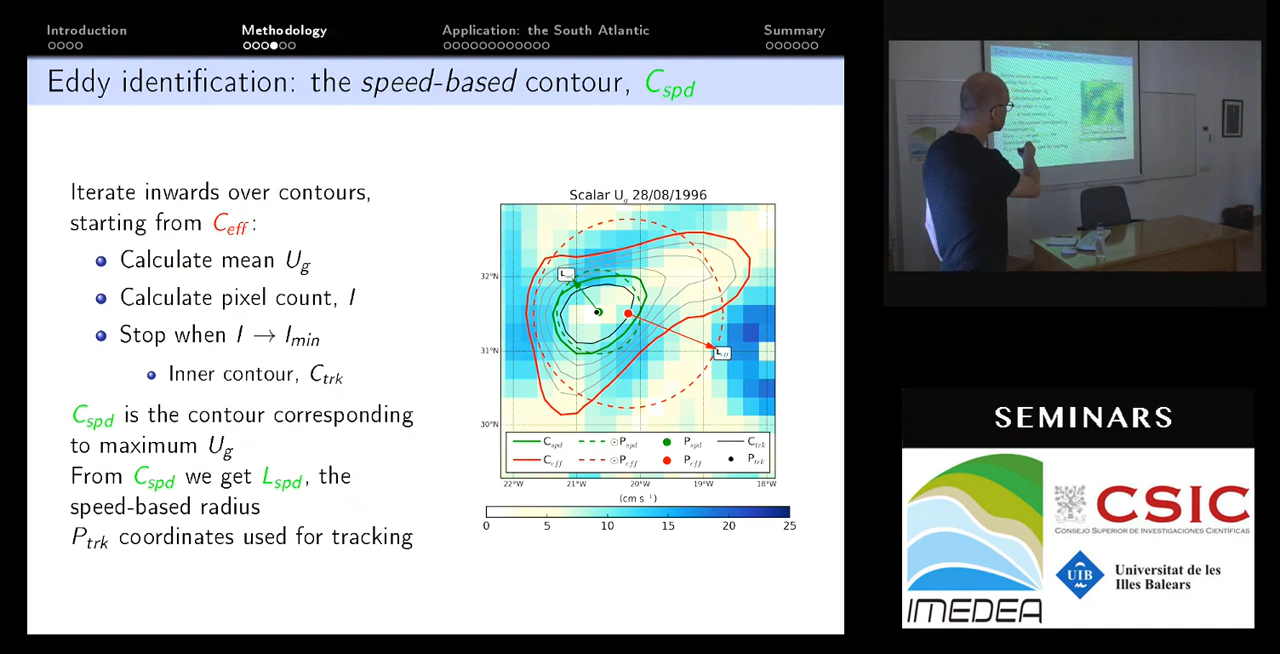 Introduction
Methodology
Application: the South Atlantic
Summary
Eddy identification: the speed-based contour, C_spd
Iterate inwards over contours,
starting from C_eff:
Calculate mean U_g
Calculate pixel count, I
Stop when I → I_min
Inner contour, C_trk
C_spd is the contour corresponding
to maximum U_g
From C_spd we get L_spd, the
speed-based radius
P_trk coordinates used for tracking
Scalar U_g 28/08/1996
32°N
31°N
30°N
22°W 21°W 20°W 19°W 18°W
C_spd ⊙P_spd P_spd C_trk
C_eff ⊙P_eff P_eff P_trk
(cm s⁻¹)
0 5 10 15 20 25
SEMINARS
IMEDEA
CSIC
CONSEJO SUPERIOR DE INVESTIGACIONES CIENTÍFICAS
UIB
Universitat de les
Illes Balears